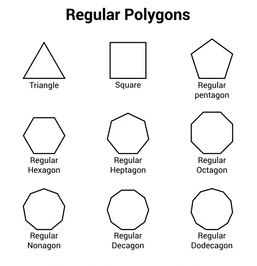 Regular Polygons
Triangle
Square
Regular
pentagon
Regular
Hexagon
Regular
Heptagon
Regular
Octagon
Regular
Nonagon
Regular
Decagon
Regular
Dodecagon